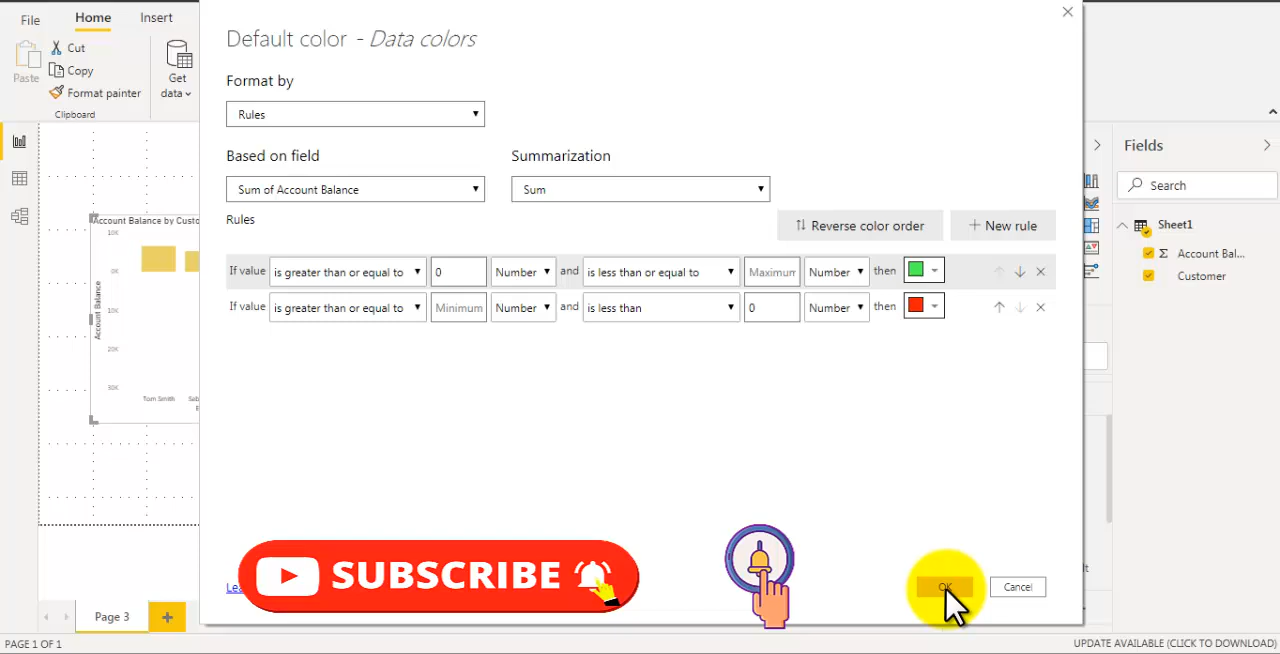 File
Home
Insert
Paste
Cut
Copy
Format painter
Clipboard
Get
data
Default color - Data colors
Format by
Rules
Based on field
Summarization
Sum of Account Balance
Sum
Rules
Reverse color order
New rule
If value
is greater than or equal to
0
Number
and
is less than or equal to
Maximum
Number
then
If value
is greater than or equal to
Minimum
Number
and
is less than
0
Number
then
Account Balance by Custo
10K
0K
10K
20K
30K
Account Balance
Tom Smith
Seb
Fields
Search
Sheet1
Account Bal...
Customer
SUBSCRIBE
OK
Cancel
Page 3
PAGE 1 OF 1
UPDATE AVAILABLE (CLICK TO DOWNLOAD)